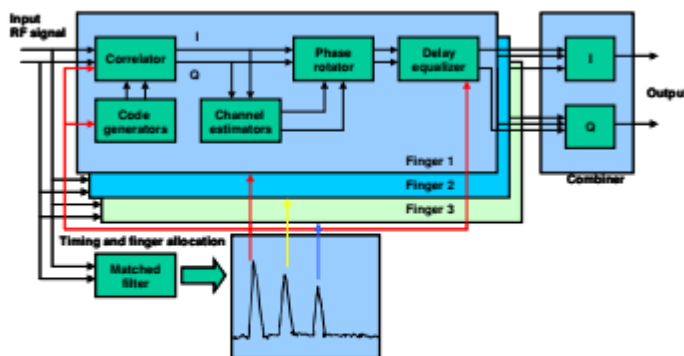 Input
RF signal
Correlator
I
Q
Phase
rotator
Delay
equalizer
I
Output
Code
generators
Channel
estimators
Q
Finger 1
Finger 2
Finger 3
Combiner
Timing and finger allocation
Matched
filter